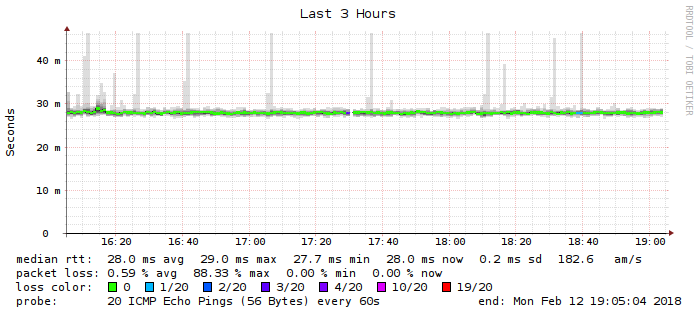 Last 3 Hours
RRDTOOL / TOBI OETIKER
Seconds
40 m
30 m
20 m
10 m
0
16:20 16:40 17:00 17:20 17:40 18:00 18:20 18:40 19:00
median rtt: 28.0 ms avg 29.0 ms max 27.7 ms min 28.0 ms now 0.2 ms sd 182.6 am/s
packet loss: 0.59 % avg 88.33 % max 0.00 % min 0.00 % now
loss color: 0 1/20 2/20 3/20 4/20 10/20 19/20
probe: 20 ICMP Echo Pings (56 Bytes) every 60s end: Mon Feb 12 19:05:04 2018